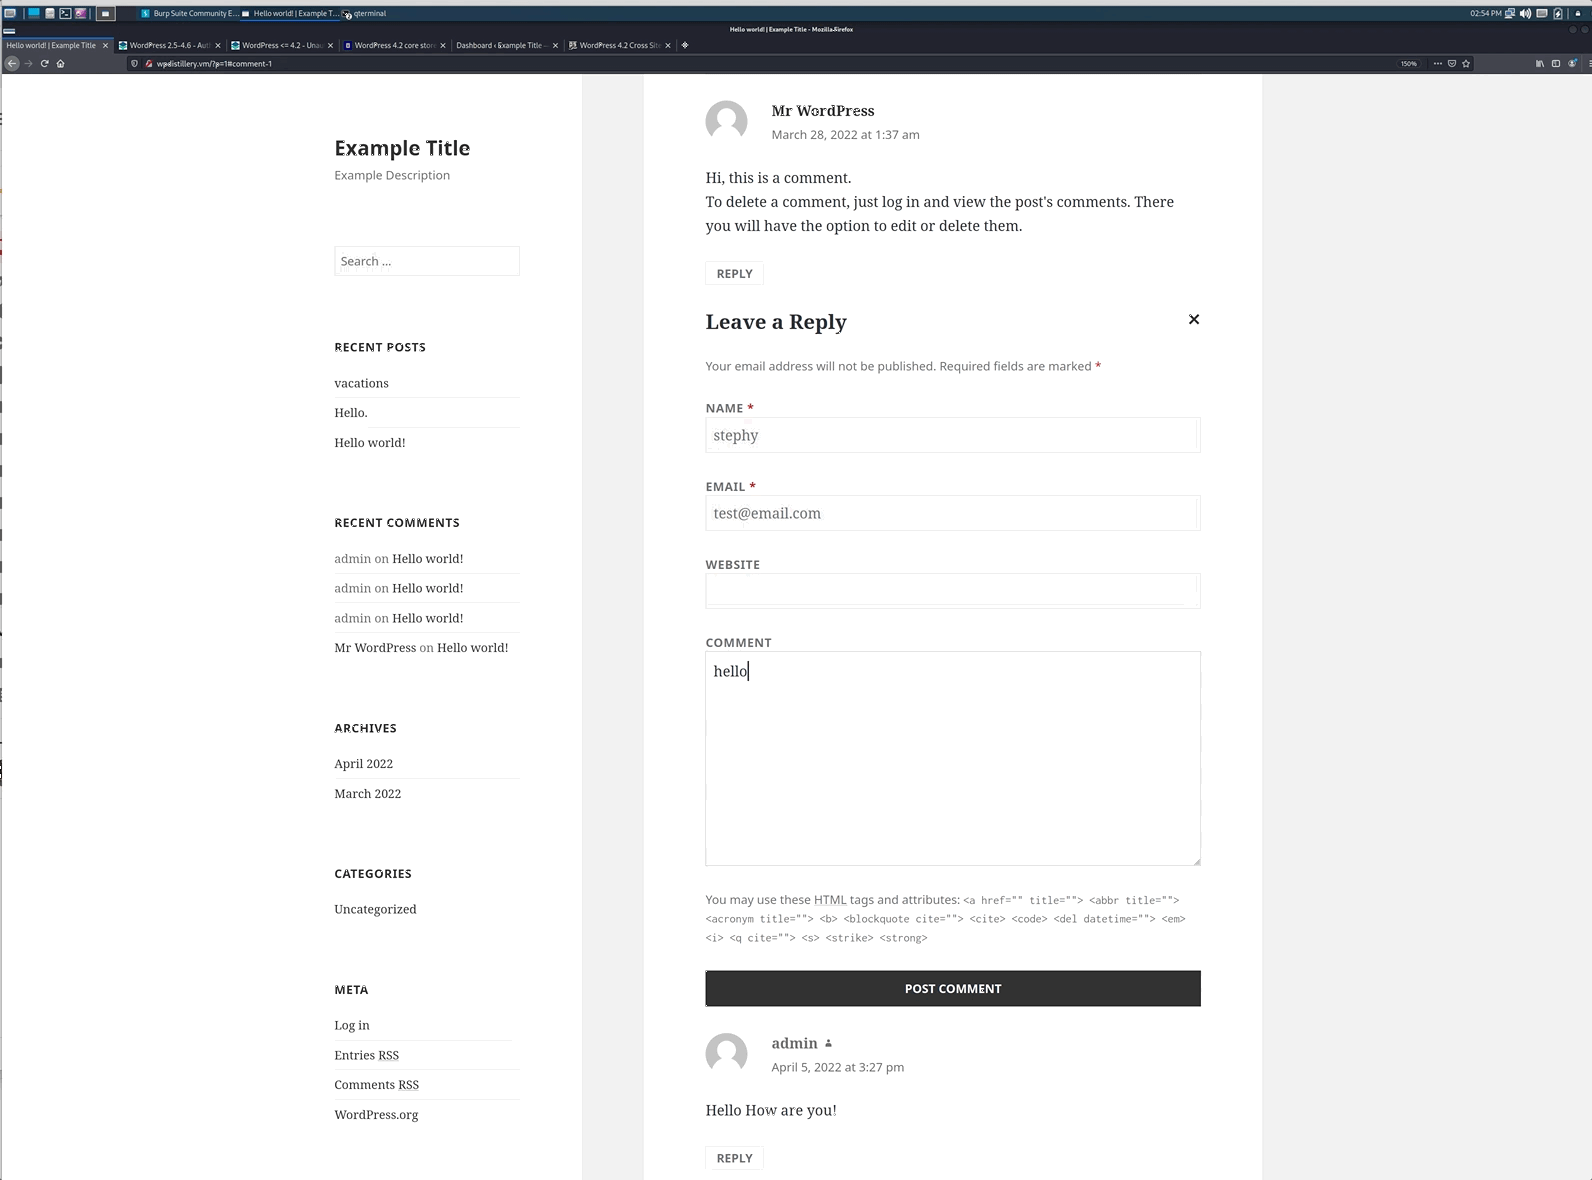 Burp Suite Community E...
Hello world! | Example T...
qterminal
02:54 PM
Hello world! | Example Title - Mozilla Firefox
Hello world! | Example Title
WordPress 2.5-4.6 - Aut
WordPress <= 4.2 - Una
WordPress 4.2 core stor
Dashboard ‹ Example Title —
WordPress 4.2 Cross Sit
wpdistillery.vm/?p=1#comment-1
150%
Example Title
Example Description
Search ...
RECENT POSTS
vacations
Hello.
Hello world!
RECENT COMMENTS
admin on Hello world!
admin on Hello world!
admin on Hello world!
Mr WordPress on Hello world!
ARCHIVES
April 2022
March 2022
CATEGORIES
Uncategorized
META
Log in
Entries RSS
Comments RSS
WordPress.org
Mr WordPress
March 28, 2022 at 1:37 am
Hi, this is a comment.
To delete a comment, just log in and view the post's comments. There
you will have the option to edit or delete them.
REPLY
Leave a Reply
Your email address will not be published. Required fields are marked *
NAME *
stephy
EMAIL *
test@email.com
WEBSITE
COMMENT
hello
You may use these HTML tags and attributes: <a href="" title=""> <abbr title="">
<acronym title=""> <b> <blockquote cite=""> <cite> <code> <del datetime=""> <em>
<i> <q cite=""> <s> <strike> <strong>
POST COMMENT
admin
April 5, 2022 at 3:27 pm
Hello How are you!
REPLY